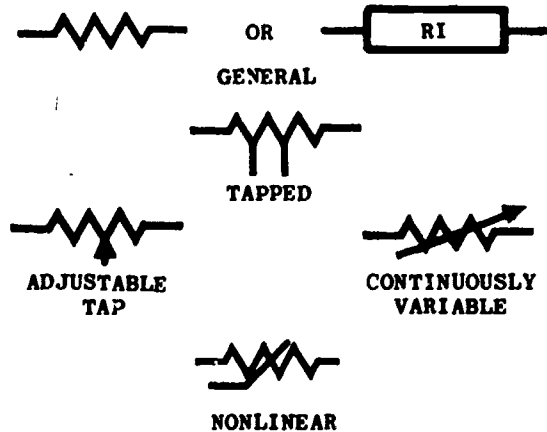 OR
RI
GENERAL
TAPPED
ADJUSTABLE
TAP
CONTINUOUSLY
VARIABLE
NONLINEAR